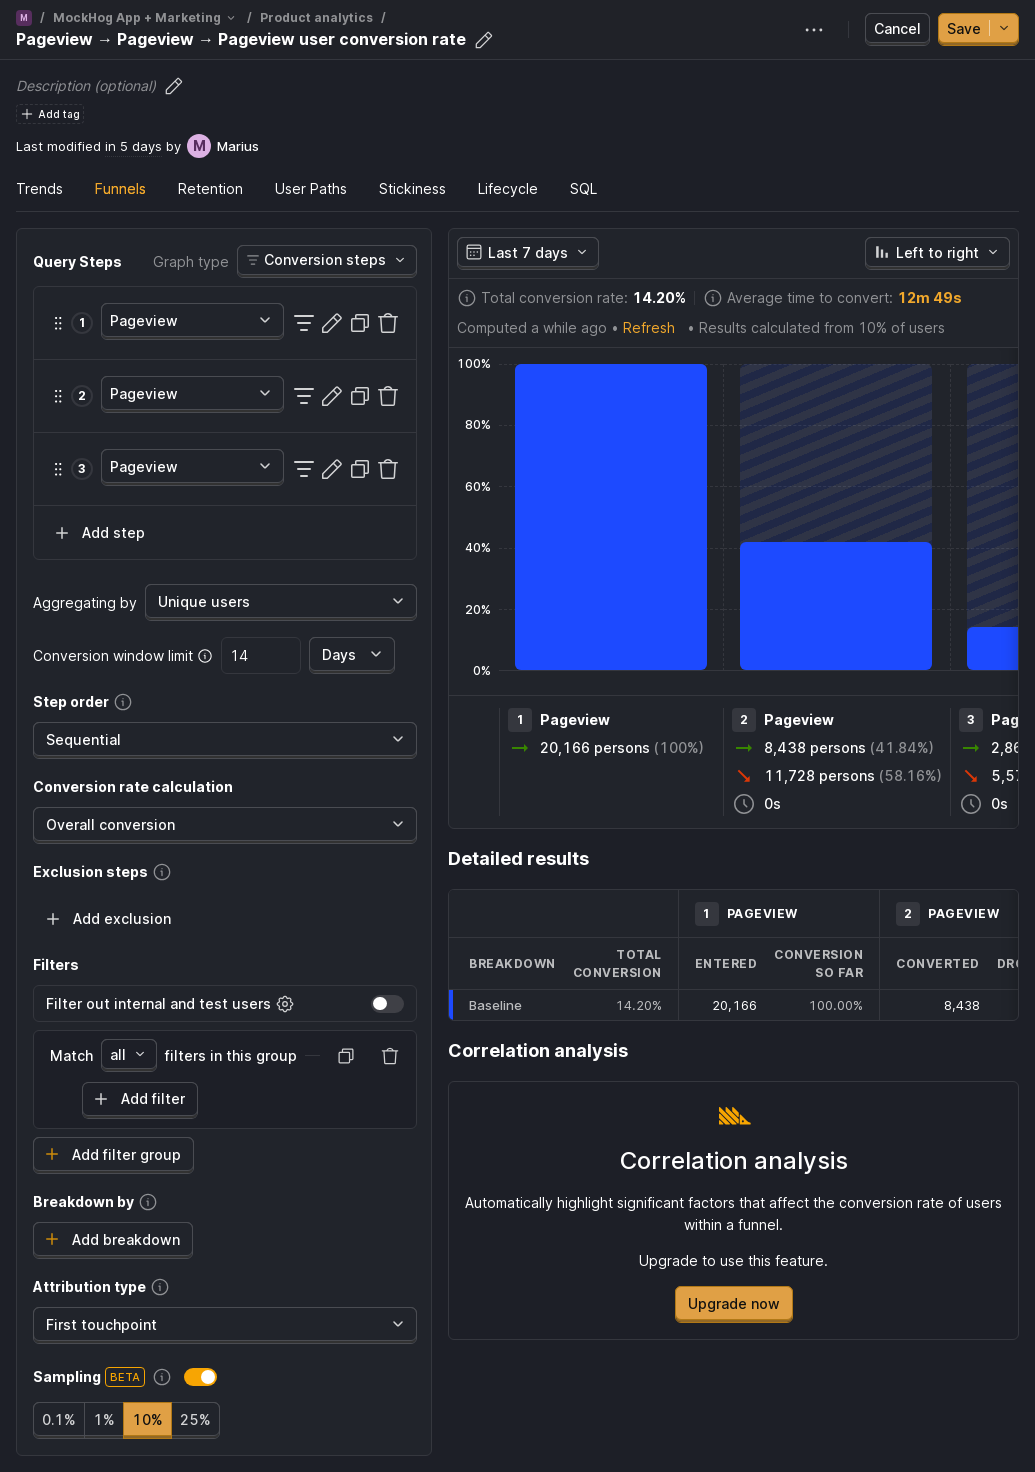 M / MockHog App + Marketing / Product analytics /
Pageview → Pageview → Pageview user conversion rate
Cancel
Save
Description (optional)
Add tag
Last modified in 5 days by M Marius
Trends Funnels Retention User Paths Stickiness Lifecycle SQL
Query Steps Graph type Conversion steps
1 Pageview
2 Pageview
3 Pageview
Add step
Aggregating by Unique users
Conversion window limit 14 Days
Step order
Sequential
Conversion rate calculation
Overall conversion
Exclusion steps
Add exclusion
Filters
Filter out internal and test users
Match all filters in this group
Add filter
Add filter group
Breakdown by
Add breakdown
Attribution type
First touchpoint
Sampling BETA
0.1% 1% 10% 25%
Last 7 days Left to right
Total conversion rate: 14.20% Average time to convert: 12m 49s
Computed a while ago • Refresh • Results calculated from 10% of users
100%
80%
60%
40%
20%
0%
1 Pageview
20,166 persons (100%)
2 Pageview
8,438 persons (41.84%)
11,728 persons (58.16%)
0s
3 Pag
2,86
5,57
0s
Detailed results
1 PAGEVIEW 2 PAGEVIEW
BREAKDOWN TOTAL CONVERSION ENTERED CONVERSION SO FAR CONVERTED
Baseline 14.20% 20,166 100.00% 8,438
Correlation analysis
Correlation analysis
Automatically highlight significant factors that affect the conversion rate of users
within a funnel.
Upgrade to use this feature.
Upgrade now